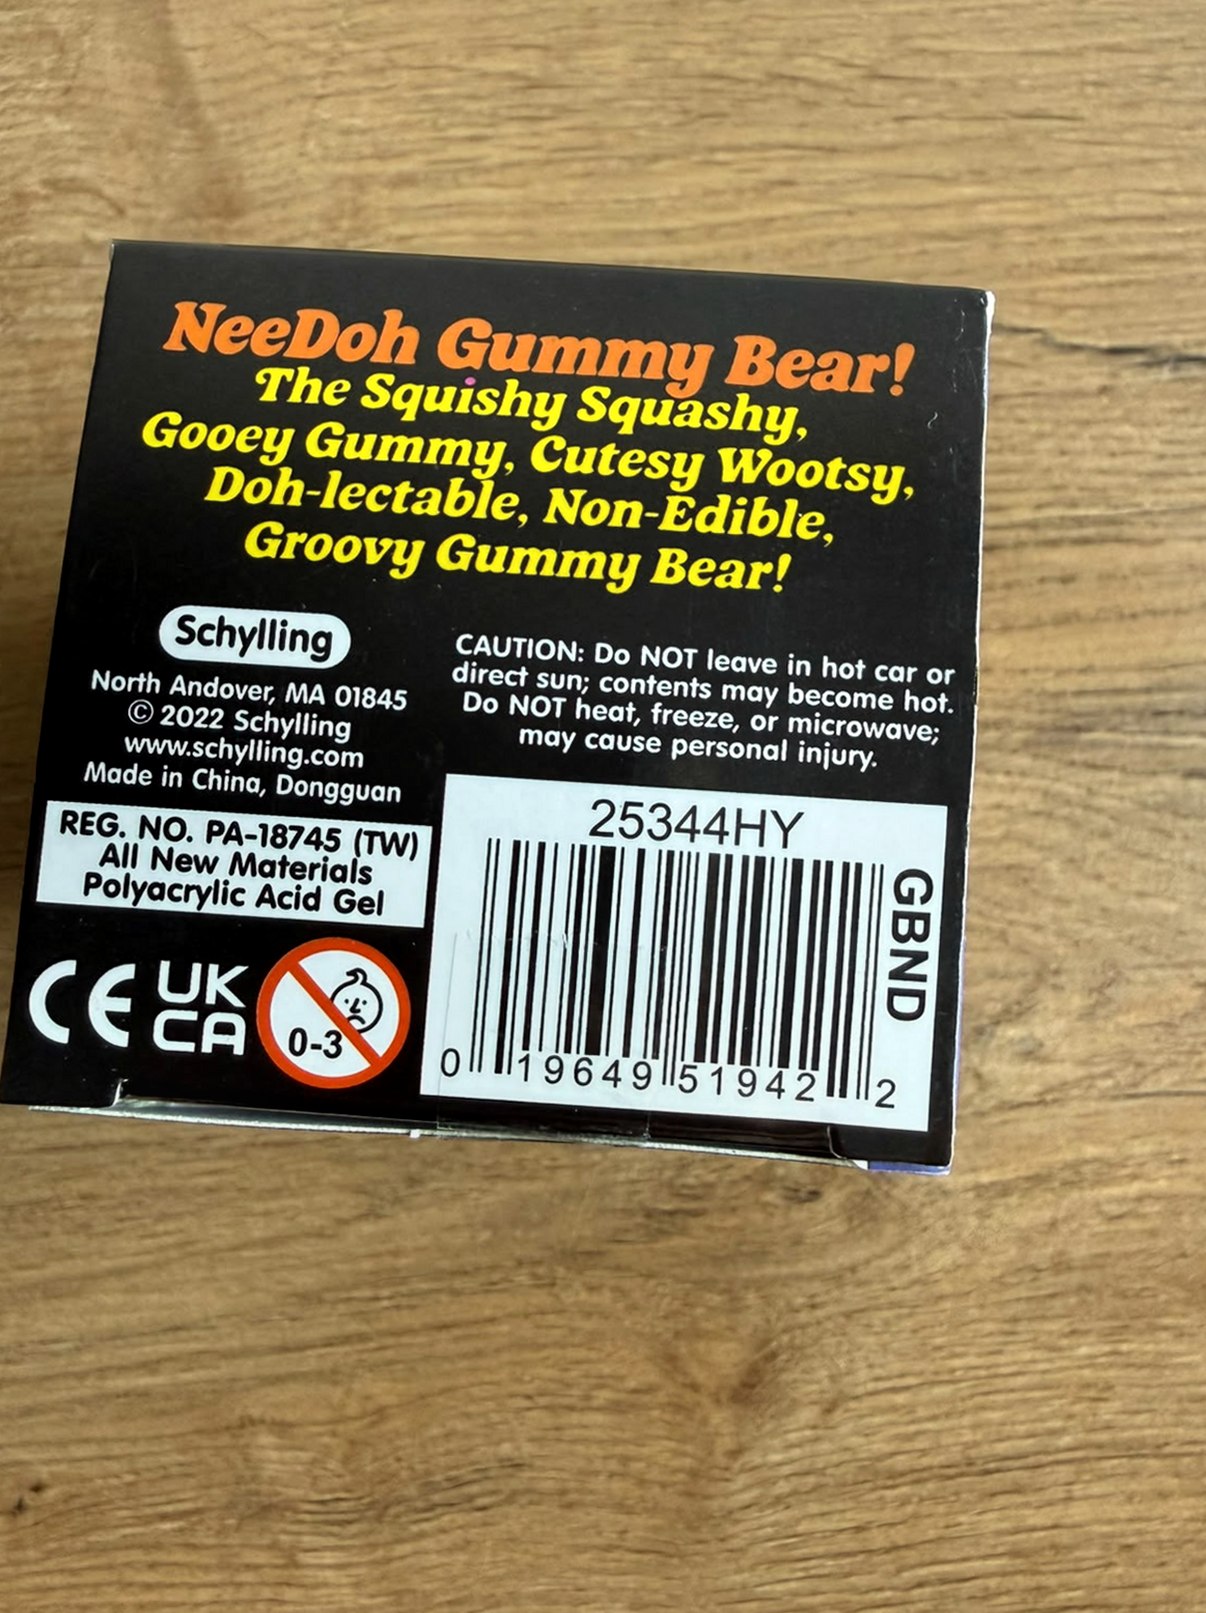 NeeDoh Gummy Bear!
The Squishy Squashy,
Gooey Gummy, Cutesy Wootsy,
Doh-lectable, Non-Edible,
Groovy Gummy Bear!
Schylling
North Andover, MA 01845
© 2022 Schylling
www.schylling.com
Made in China, Dongguan
REG. NO. PA-18745 (TW)
All New Materials
Polyacrylic Acid Gel
CE
UK
CA
0-3
CAUTION: Do NOT leave in hot car or
direct sun; contents may become hot.
Do NOT heat, freeze, or microwave;
may cause personal injury.
25344HY
GBND
0 19649 51942 2